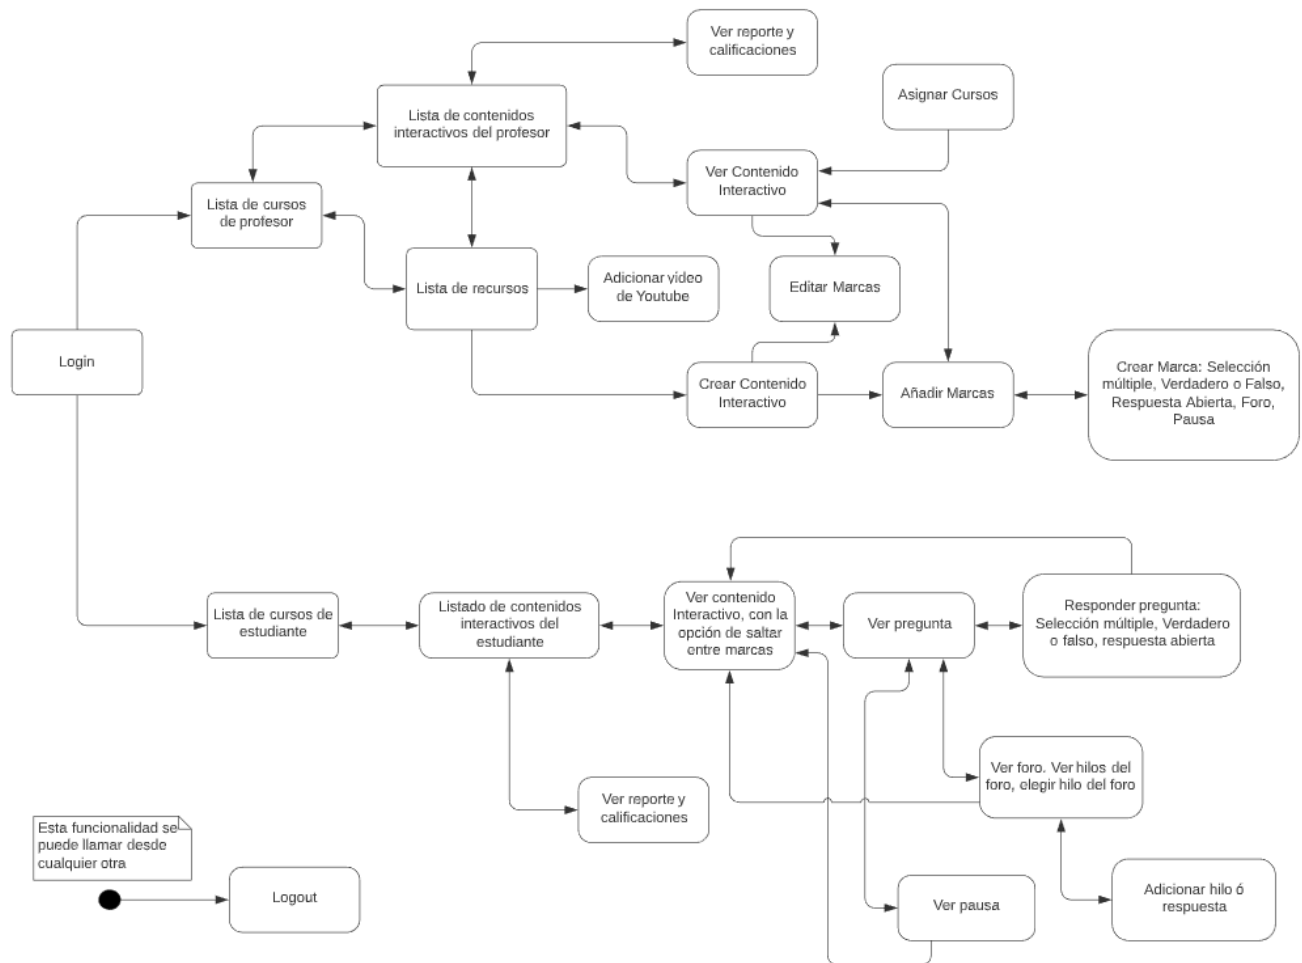 Ver reporte y
calificaciones
Asignar Cursos
Lista de contenidos
interactivos del profesor
Ver Contenido
Interactivo
Lista de cursos
de profesor
Lista de recursos
Adicionar vídeo
de Youtube
Editar Marcas
Login
Crear Contenido
Interactivo
Añadir Marcas
Crear Marca: Selección
múltiple, Verdadero o Falso,
Respuesta Abierta, Foro,
Pausa
Lista de cursos de
estudiante
Listado de contenidos
interactivos del
estudiante
Ver contenido
Interactivo, con la
opción de saltar
entre marcas
Ver pregunta
Responder pregunta:
Selección múltiple, Verdadero
o falso, respuesta abierta
Ver foro. Ver hilos del
foro, elegir hilo del foro
Ver reporte y
calificaciones
Esta funcionalidad se
puede llamar desde
cualquier otra
Logout
Ver pausa
Adicionar hilo ó
respuesta